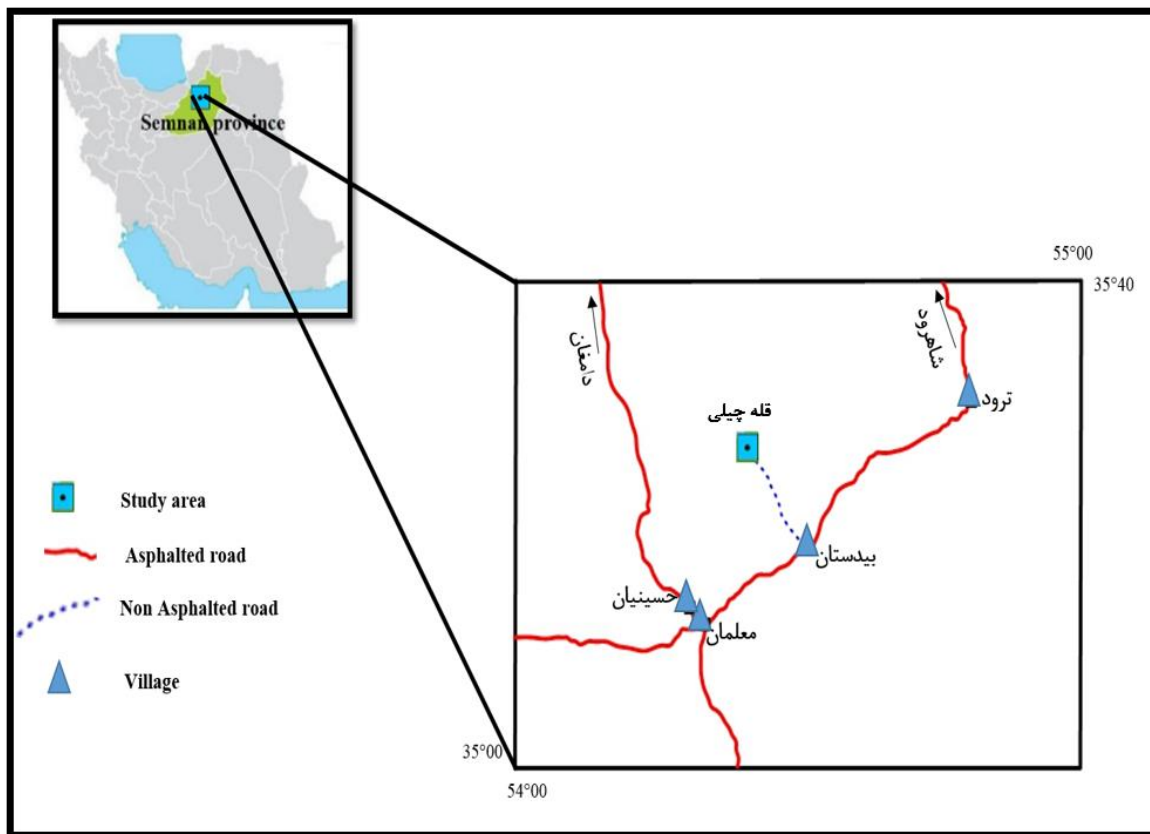 Semnan province
55°00
35°40
دامغان
شاهرود
ترود
قله چیلی
Study area
Asphalted road
بیدستان
Non Asphalted road
حسینیان
معلمان
Village
35°00
54°00